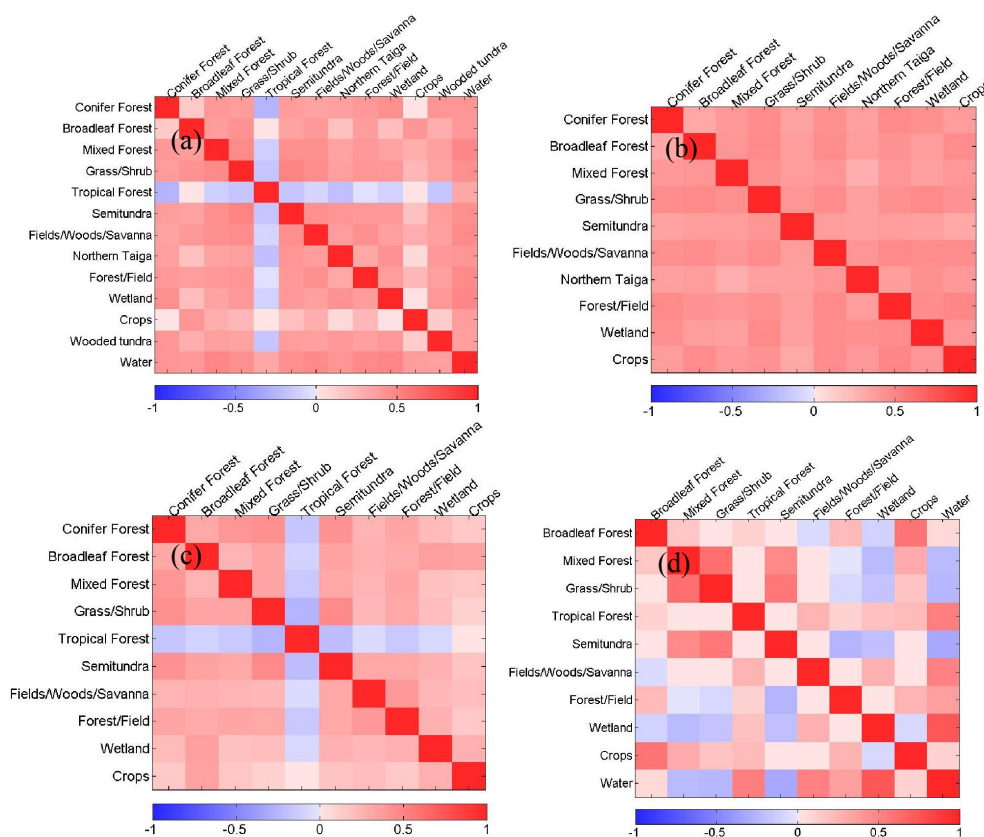 Conifer Forest
Broadleaf Forest
Mixed Forest
Grass/Shrub
Tropical Forest
Semitundra
Fields/Woods/Savanna
Northern Taiga
Forest/Field
Wetland
Crops
Wooded tundra
Water
(a)
Conifer Forest
Broadleaf Forest
Mixed Forest
Grass/Shrub
Tropical Forest
Semitundra
Fields/Woods/Savanna
Northern Taiga
Forest/Field
Wetland
Crops
Wooded tundra
Water
-1 -0.5 0 0.5 1
Conifer Forest
Broadleaf Forest
Mixed Forest
Grass/Shrub
Semitundra
Fields/Woods/Savanna
Northern Taiga
Forest/Field
Wetland
Crops
(b)
Conifer Forest
Broadleaf Forest
Mixed Forest
Grass/Shrub
Semitundra
Fields/Woods/Savanna
Northern Taiga
Forest/Field
Wetland
Crops
-1 -0.5 0 0.5 1
Conifer Forest
Broadleaf Forest
Mixed Forest
Grass/Shrub
Tropical Forest
Semitundra
Fields/Woods/Savanna
Forest/Field
Wetland
Crops
(c)
Conifer Forest
Broadleaf Forest
Mixed Forest
Grass/Shrub
Tropical Forest
Semitundra
Fields/Woods/Savanna
Forest/Field
Wetland
Crops
-1 -0.5 0 0.5 1
Broadleaf Forest
Mixed Forest
Grass/Shrub
Tropical Forest
Semitundra
Fields/Woods/Savanna
Forest/Field
Wetland
Crops
Water
(d)
Broadleaf Forest
Mixed Forest
Grass/Shrub
Tropical Forest
Semitundra
Fields/Woods/Savanna
Forest/Field
Wetland
Crops
Water
-1 -0.5 0 0.5 1